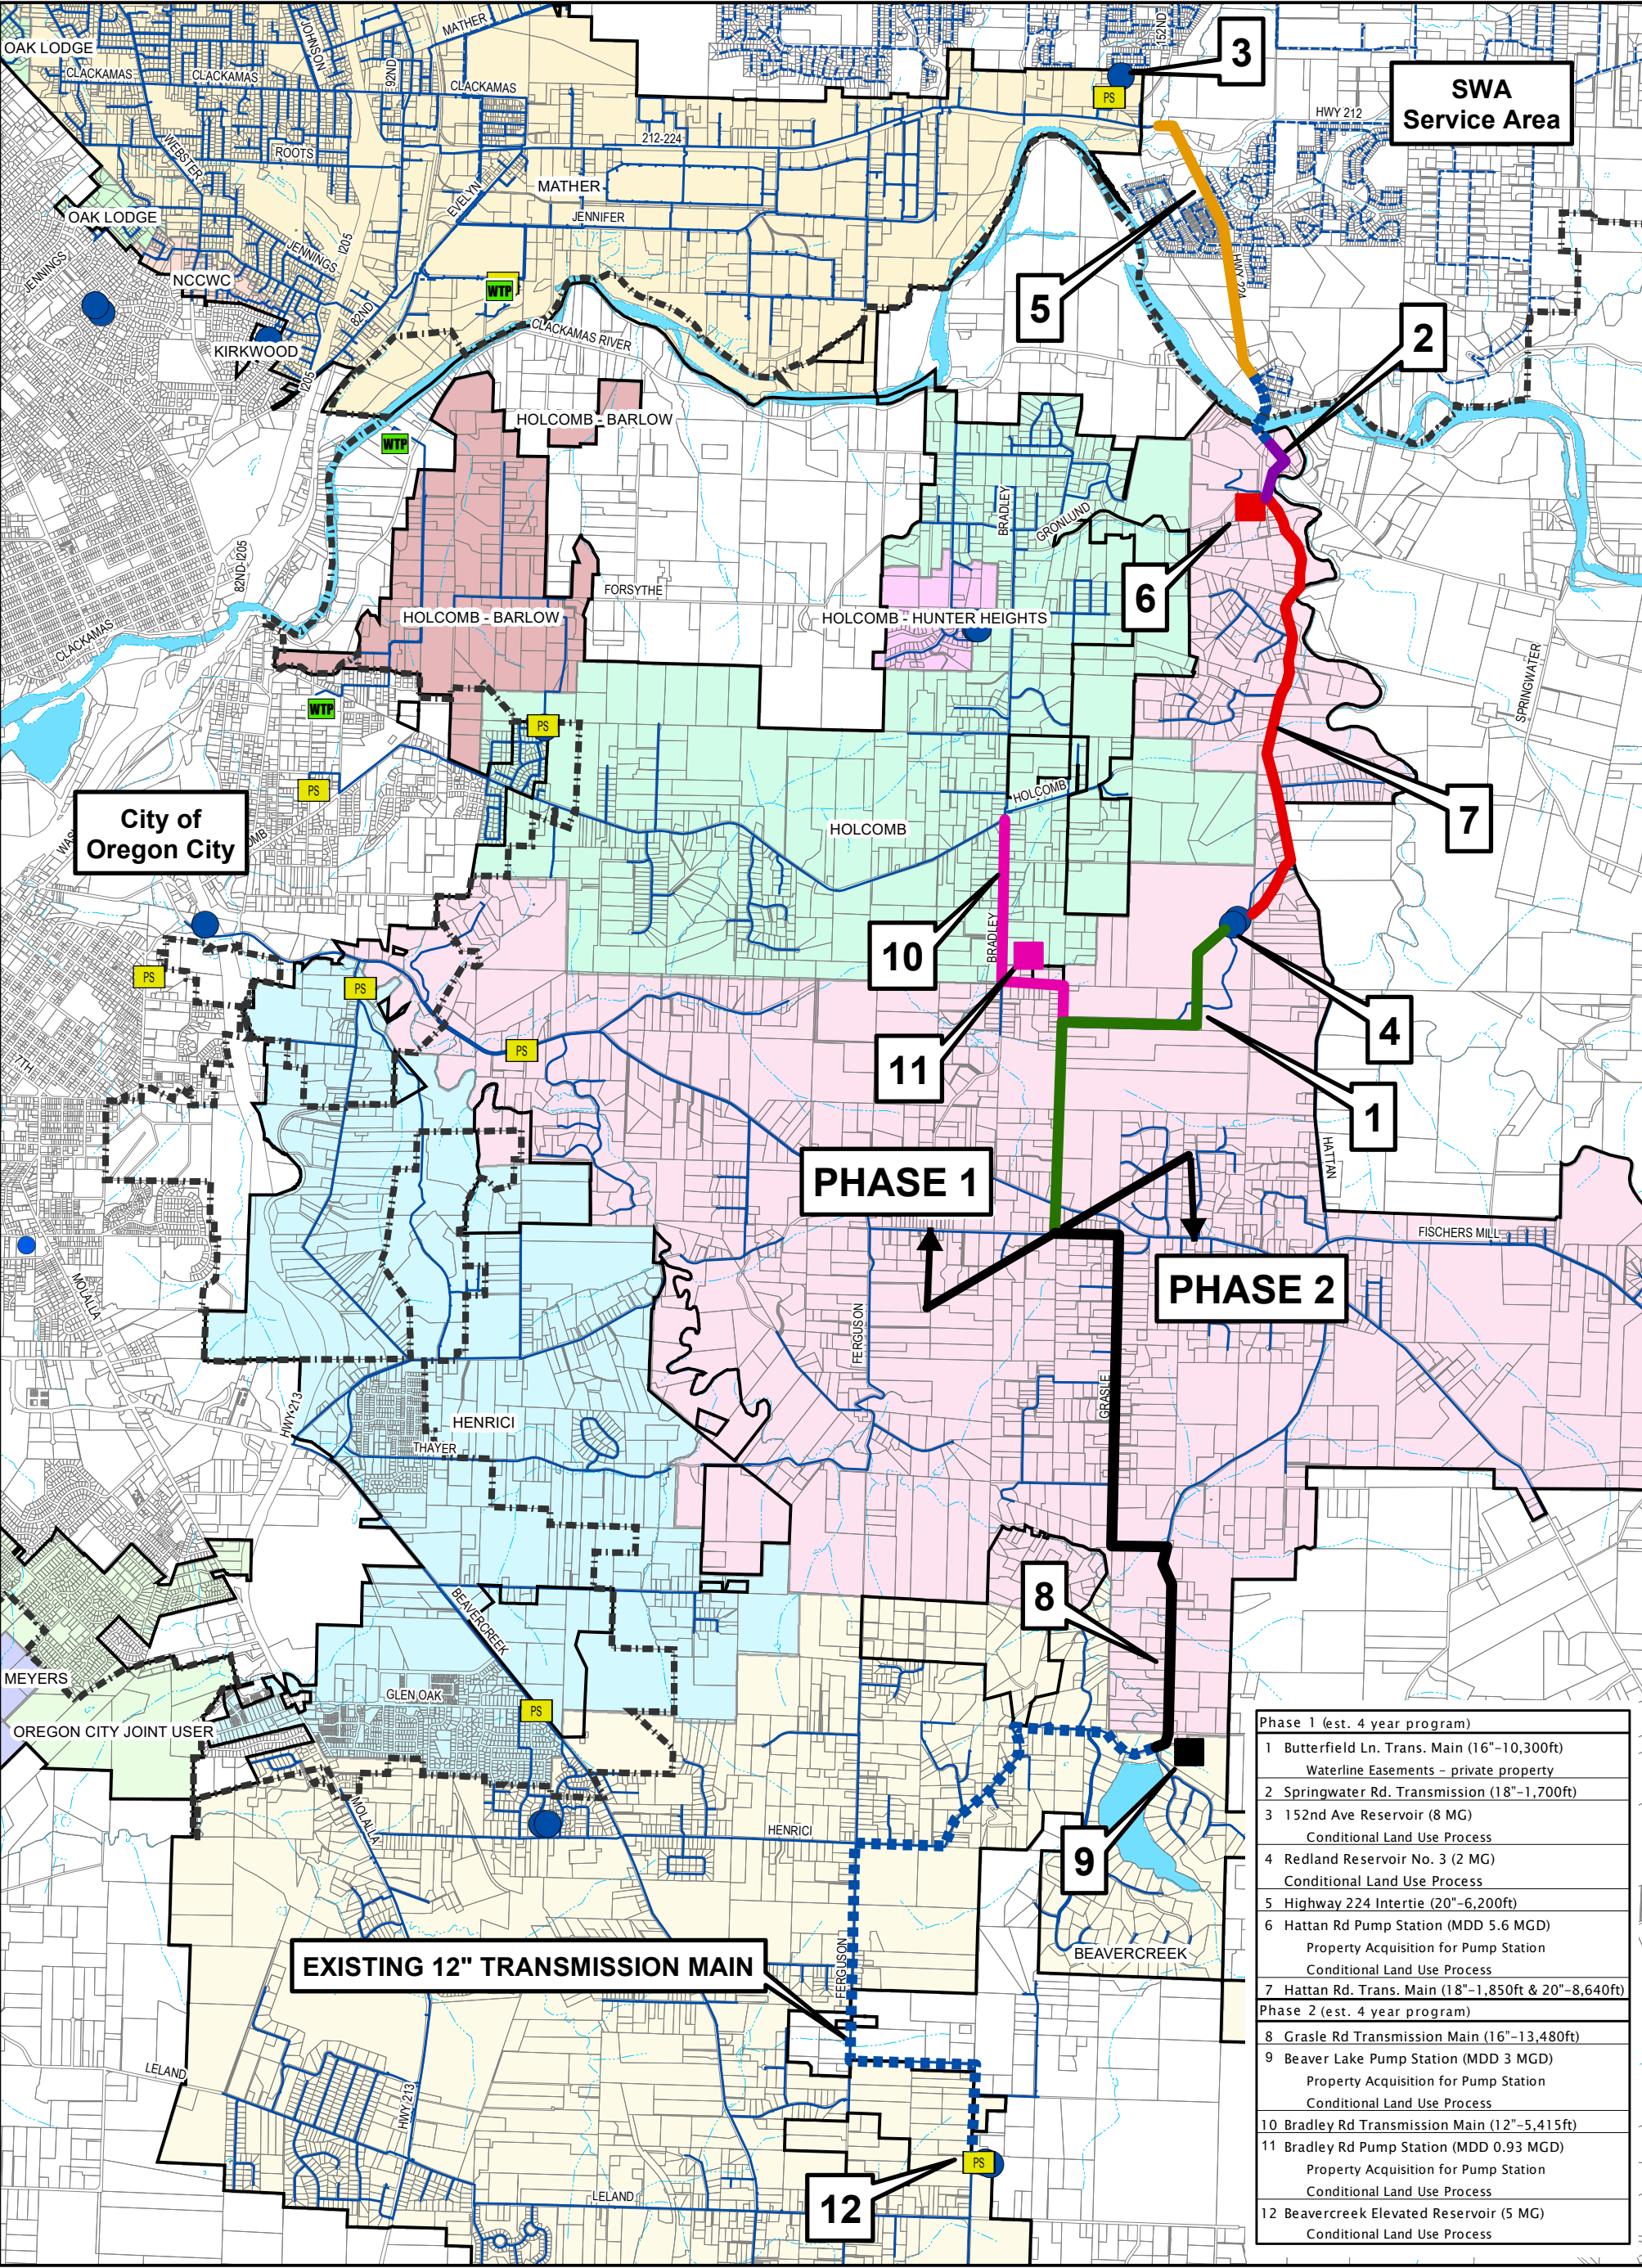 OAK LODGE
CLACKAMAS
CLACKAMAS
JOHNSON
92ND
MATHER
CLACKAMAS
152ND
3
PS
SWA
Service Area
HWY 212
212-224
WEBSTER
ROOTS
EVELYN
MATHER
JENNIFER
OAK LODGE
JENNINGS
JENNINGS
I205
NCCWC
82ND
WTP
CLACKAMAS RIVER
KIRKWOOD
I205
5
HWY 224
2
HOLCOMB - BARLOW
WTP
BRADLEY
GRONLUND
6
82ND-I205
FORSYTHE
HOLCOMB - BARLOW
HOLCOMB - HUNTER HEIGHTS
CLACKAMAS
SPRINGWATER
WTP
PS
PS
City of
Oregon City
HOLCOMB
HOLCOMB
7
10
BRADLEY
PS
PS
PS
11
4
1
7TH
HATTAN
PHASE 1
PHASE 2
FISCHERS MILL
MOLALLA
FERGUSON
GRASLE
HWY 213
HENRICI
THAYER
8
BEAVERCREEK
MEYERS
GLEN OAK
PS
OREGON CITY JOINT USER
MOLALLA
HENRICI
9
BEAVERCREEK
EXISTING 12" TRANSMISSION MAIN
FERGUSON
LELAND
HWY 213
PS
LELAND
12
Phase 1 (est. 4 year program)
1 Butterfield Ln. Trans. Main (16"-10,300ft)
Waterline Easements - private property
2 Springwater Rd. Transmission (18"-1,700ft)
3 152nd Ave Reservoir (8 MG)
Conditional Land Use Process
4 Redland Reservoir No. 3 (2 MG)
Conditional Land Use Process
5 Highway 224 Intertie (20"-6,200ft)
6 Hattan Rd Pump Station (MDD 5.6 MGD)
Property Acquisition for Pump Station
Conditional Land Use Process
7 Hattan Rd. Trans. Main (18"-1,850ft & 20"-8,640ft)
Phase 2 (est. 4 year program)
8 Grasle Rd Transmission Main (16"-13,480ft)
9 Beaver Lake Pump Station (MDD 3 MGD)
Property Acquisition for Pump Station
Conditional Land Use Process
10 Bradley Rd Transmission Main (12"-5,415ft)
11 Bradley Rd Pump Station (MDD 0.93 MGD)
Property Acquisition for Pump Station
Conditional Land Use Process
12 Beavercreek Elevated Reservoir (5 MG)
Conditional Land Use Process